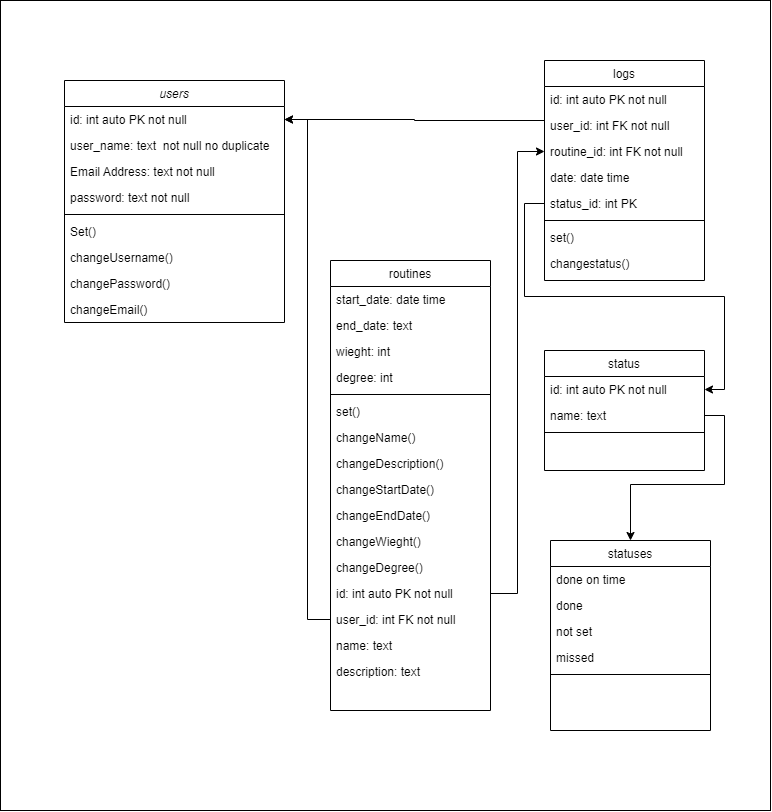 users
id: int auto PK not null
user_name: text  not null no duplicate
Email Address: text not null
password: text not null
Set()
changeUsername()
changePassword()
changeEmail()
logs
id: int auto PK not null
user_id: int FK not null
routine_id: int FK not null
date: date time
status_id: int PK
set()
changestatus()
routines
start_date: date time
end_date: text
wieght: int
degree: int
set()
changeName()
changeDescription()
changeStartDate()
changeEndDate()
changeWieght()
changeDegree()
id: int auto PK not null
user_id: int FK not null
name: text
description: text
status
id: int auto PK not null
name: text
statuses
done on time
done
not set
missed